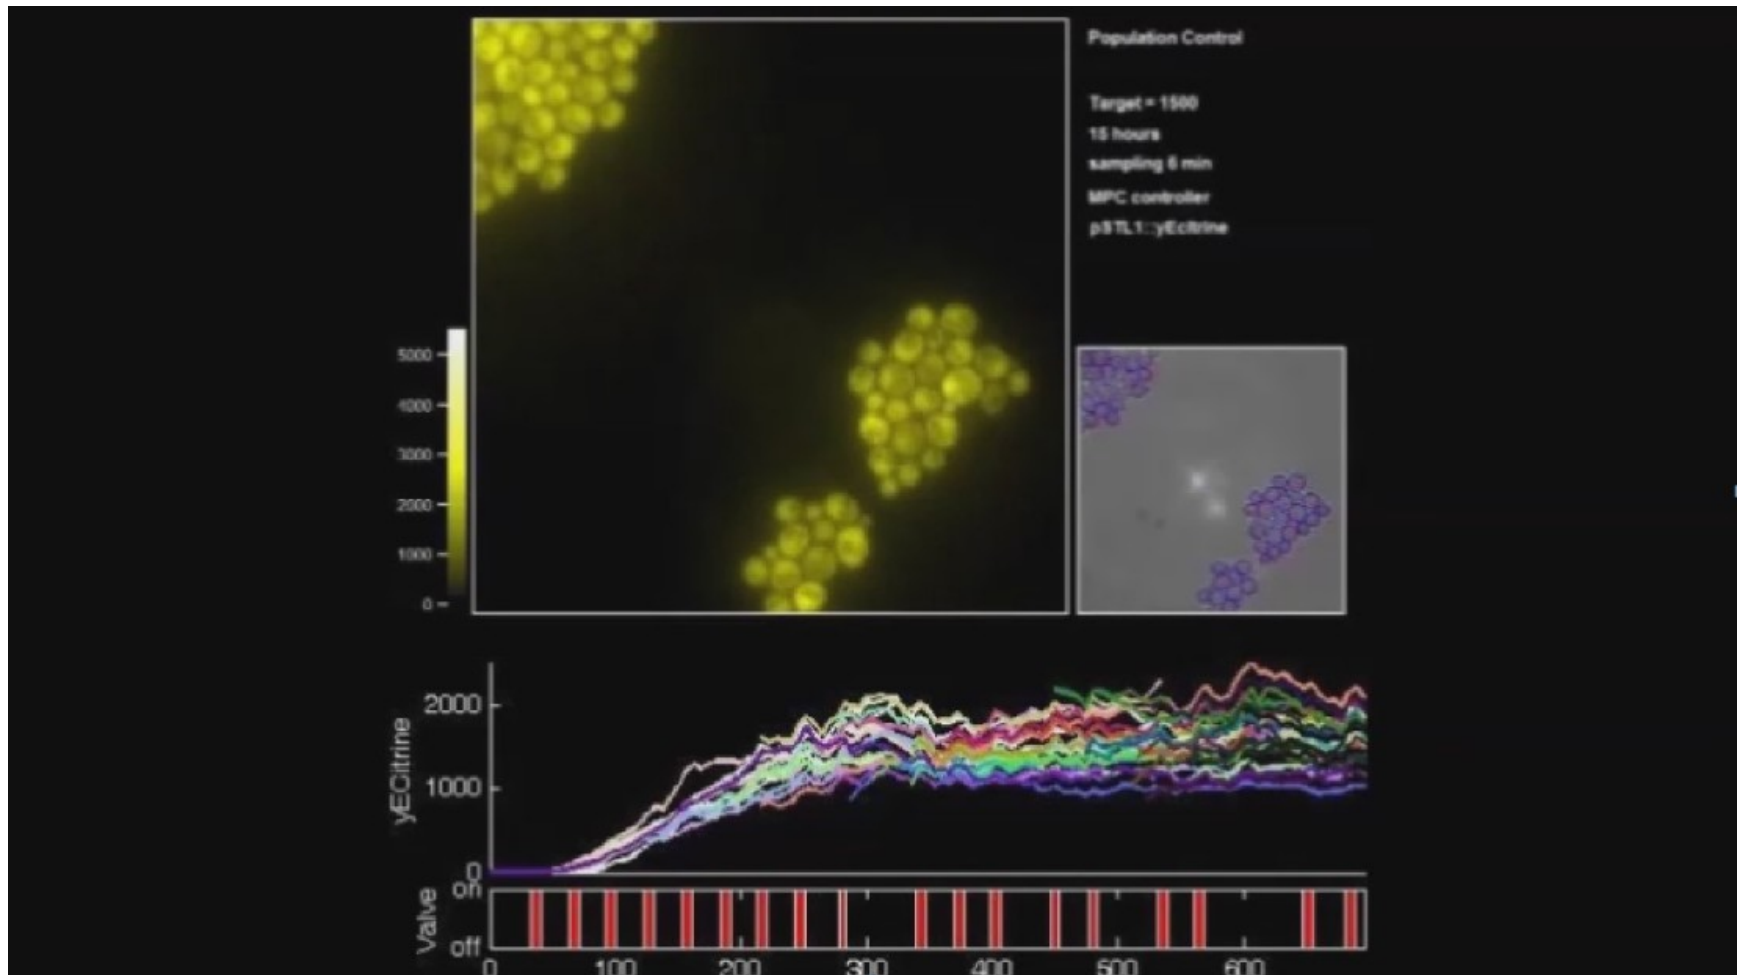 Population Control
Target = 1500
15 hours
sampling 6 min
MPC controller
pSTL1::yEcitrine
5000
4000
3000
2000
1000
0
yECitrine
2000
1000
0
Valve
on
off
0 100 200 300 400 500 600